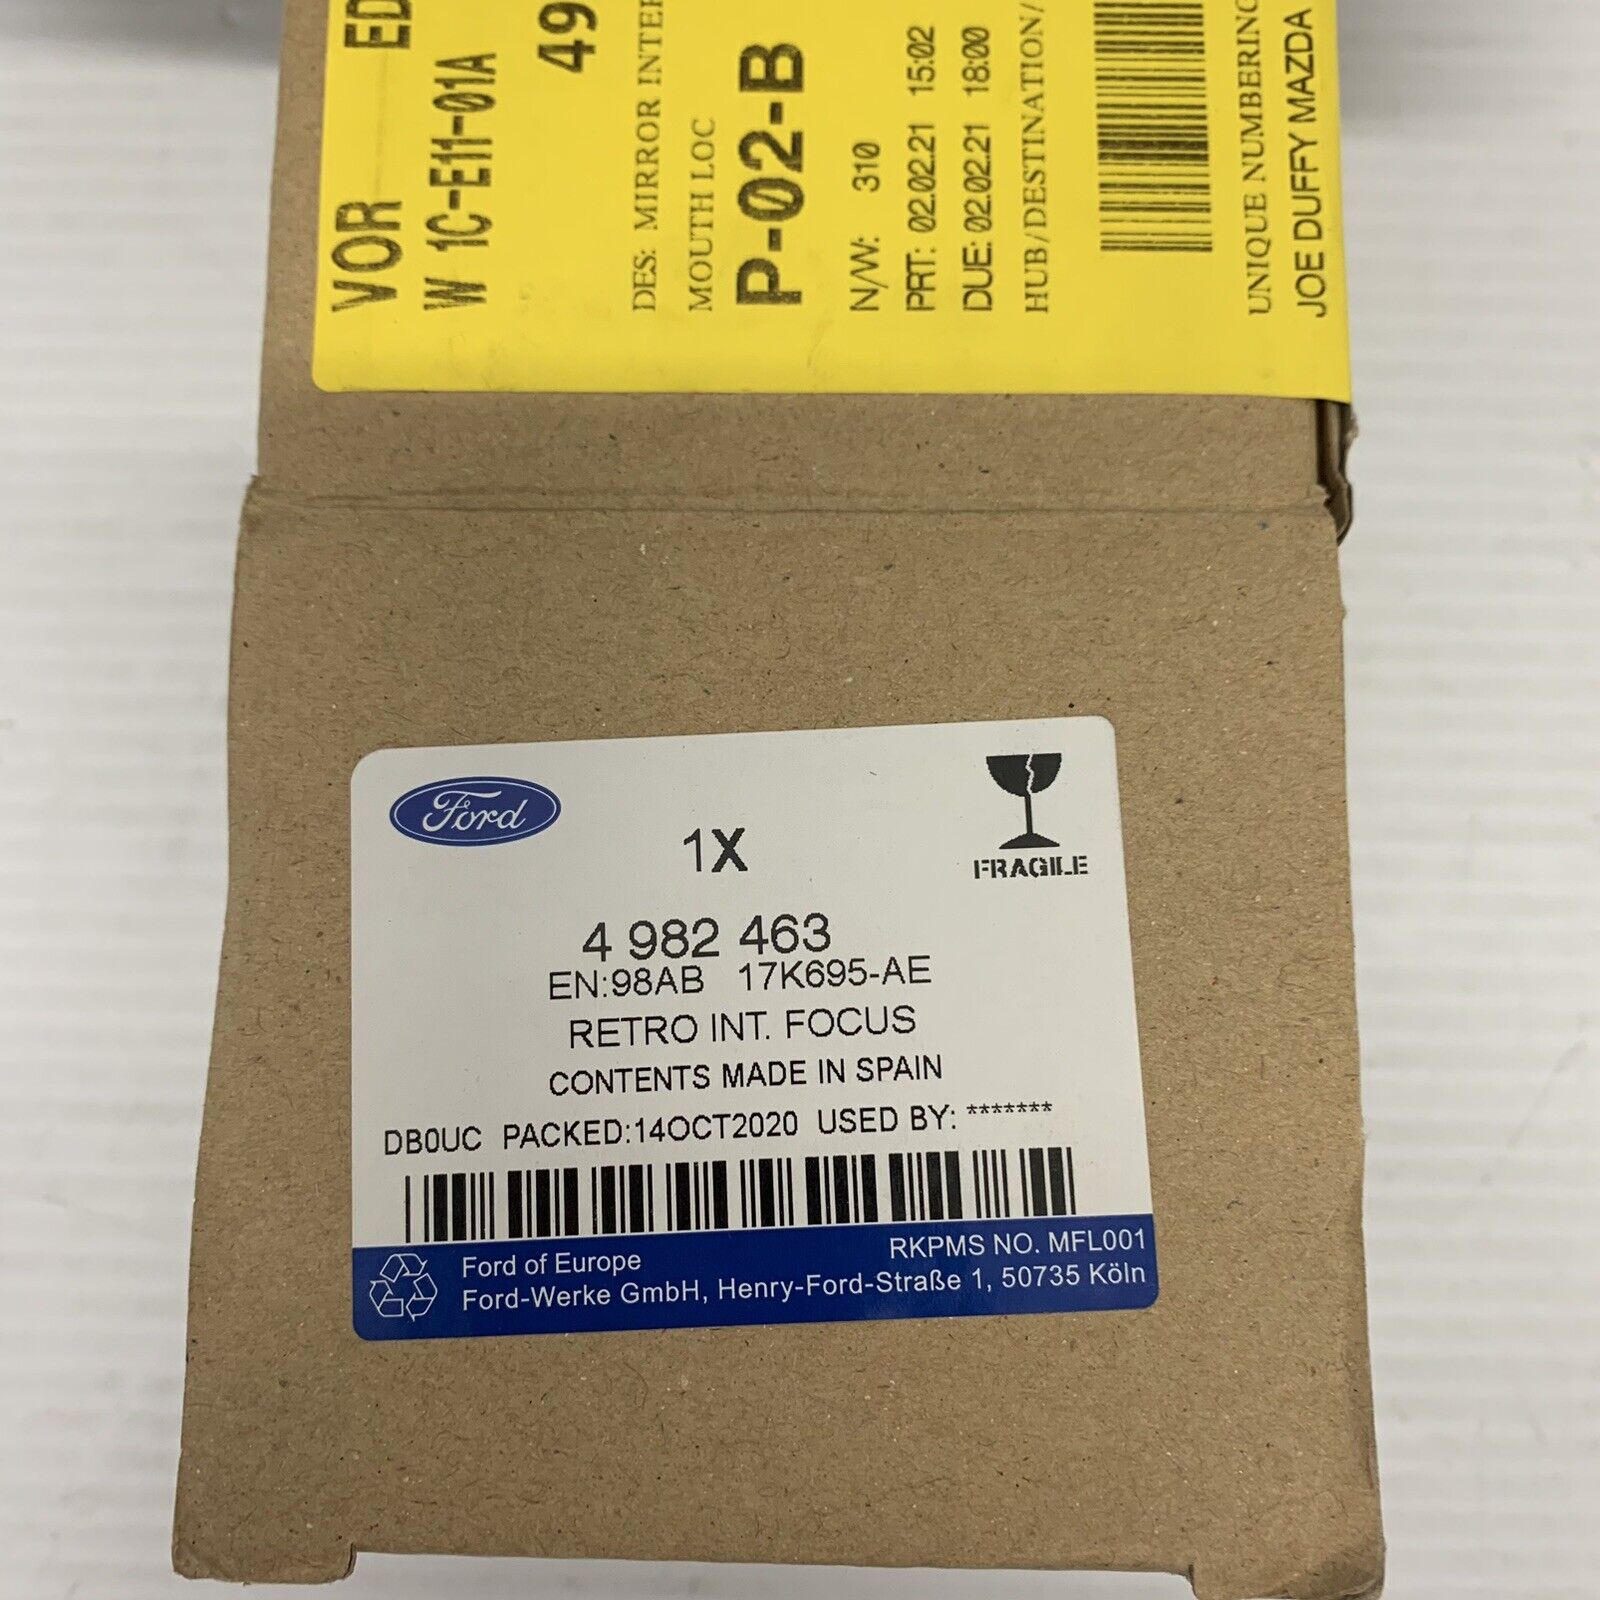 VOR ED
W 1C-E11-01A
49
DES: MIRROR INTER
MOUTH LOC
P-02-B
N/W: 310
PRT: 02.02.21 15:02
DUE: 02.02.21 18:00
HUB/DESTINATION/
UNIQUE NUMBERING
JOE DUFFY MAZDA
Ford
1X
FRAGILE
4 982 463
EN:98AB 17K695-AE
RETRO INT. FOCUS
CONTENTS MADE IN SPAIN
DB0UC PACKED:14OCT2020 USED BY: *******
Ford of Europe RKPMS NO. MFL001
Ford-Werke GmbH, Henry-Ford-Straße 1, 50735 Köln